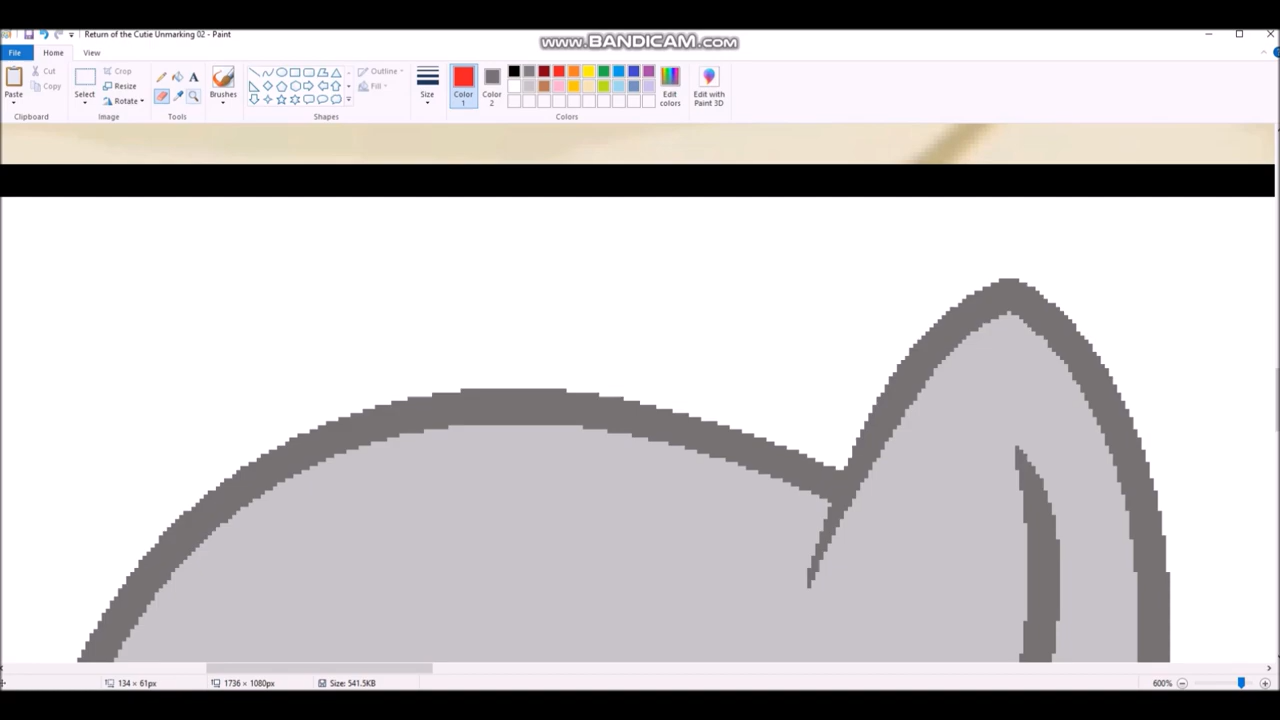 Return of the Cutie Unmarking 02 - Paint
www.BANDICAM.com
File
Home
View
Paste
Cut
Copy
Clipboard
Select
Crop
Resize
Rotate
Image
A
Tools
Brushes
Outline
Fill
Shapes
Size
Color 1
Color 2
Edit colors
Colors
Edit with Paint 3D
134 × 61px
1736 × 1080px
Size: 541.5KB
600%